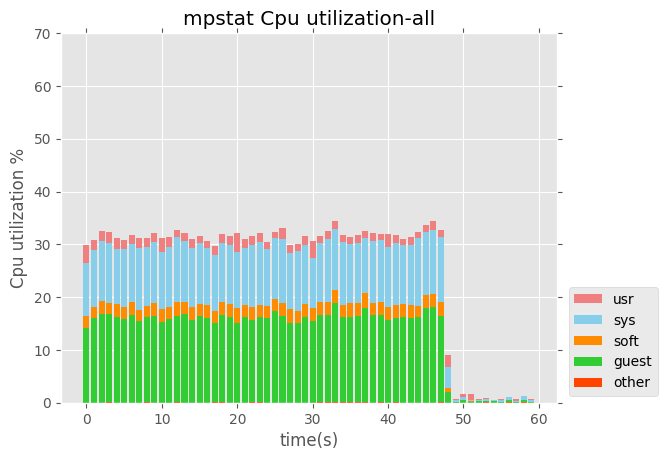 mpstat Cpu utilization-all
70
60
50
40
30
20
10
0
Cpu utilization %
0 10 20 30 40 50 60
time(s)
usr
sys
soft
guest
other